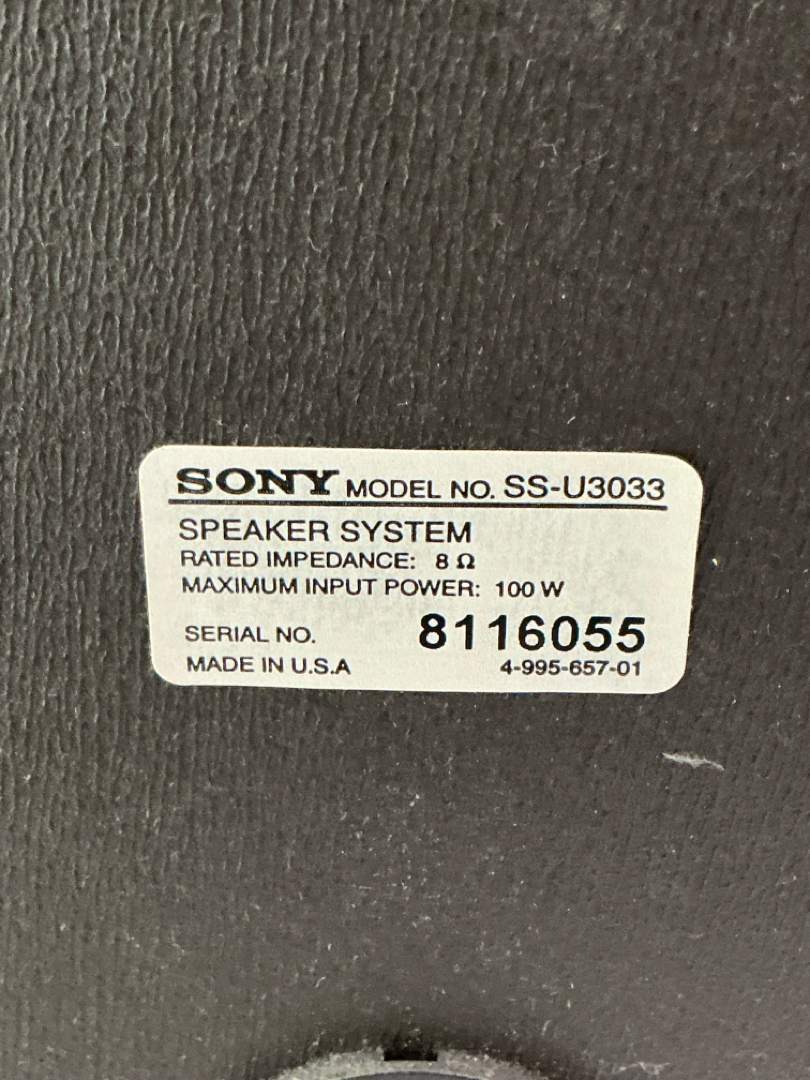 SONY MODEL NO. SS-U3033
SPEAKER SYSTEM
RATED IMPEDANCE: 8 Ω
MAXIMUM INPUT POWER: 100 W
SERIAL NO. 8116055
MADE IN U.S.A 4-995-657-01